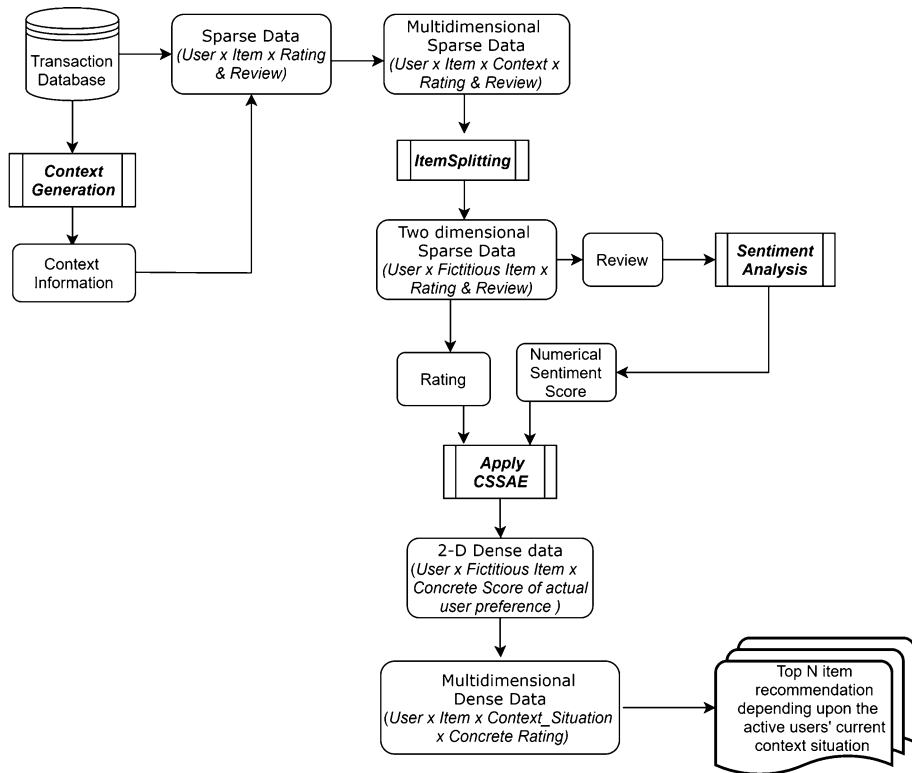 Transaction
Database
Sparse Data
(User x Item x Rating
& Review)
Multidimensional
Sparse Data
(User x Item x Context x
Rating & Review)
Context
Generation
ItemSplitting
Context
Information
Two dimensional
Sparse Data
(User x Fictitious Item x
Rating & Review)
Review
Sentiment
Analysis
Rating
Numerical
Sentiment
Score
Apply
CSSAE
2-D Dense data
(User x Fictitious Item x
Concrete Score of actual
user preference )
Multidimensional
Dense Data
(User x Item x Context_Situation
x Concrete Rating)
Top N item
recommendation
depending upon the
active users' current
context situation